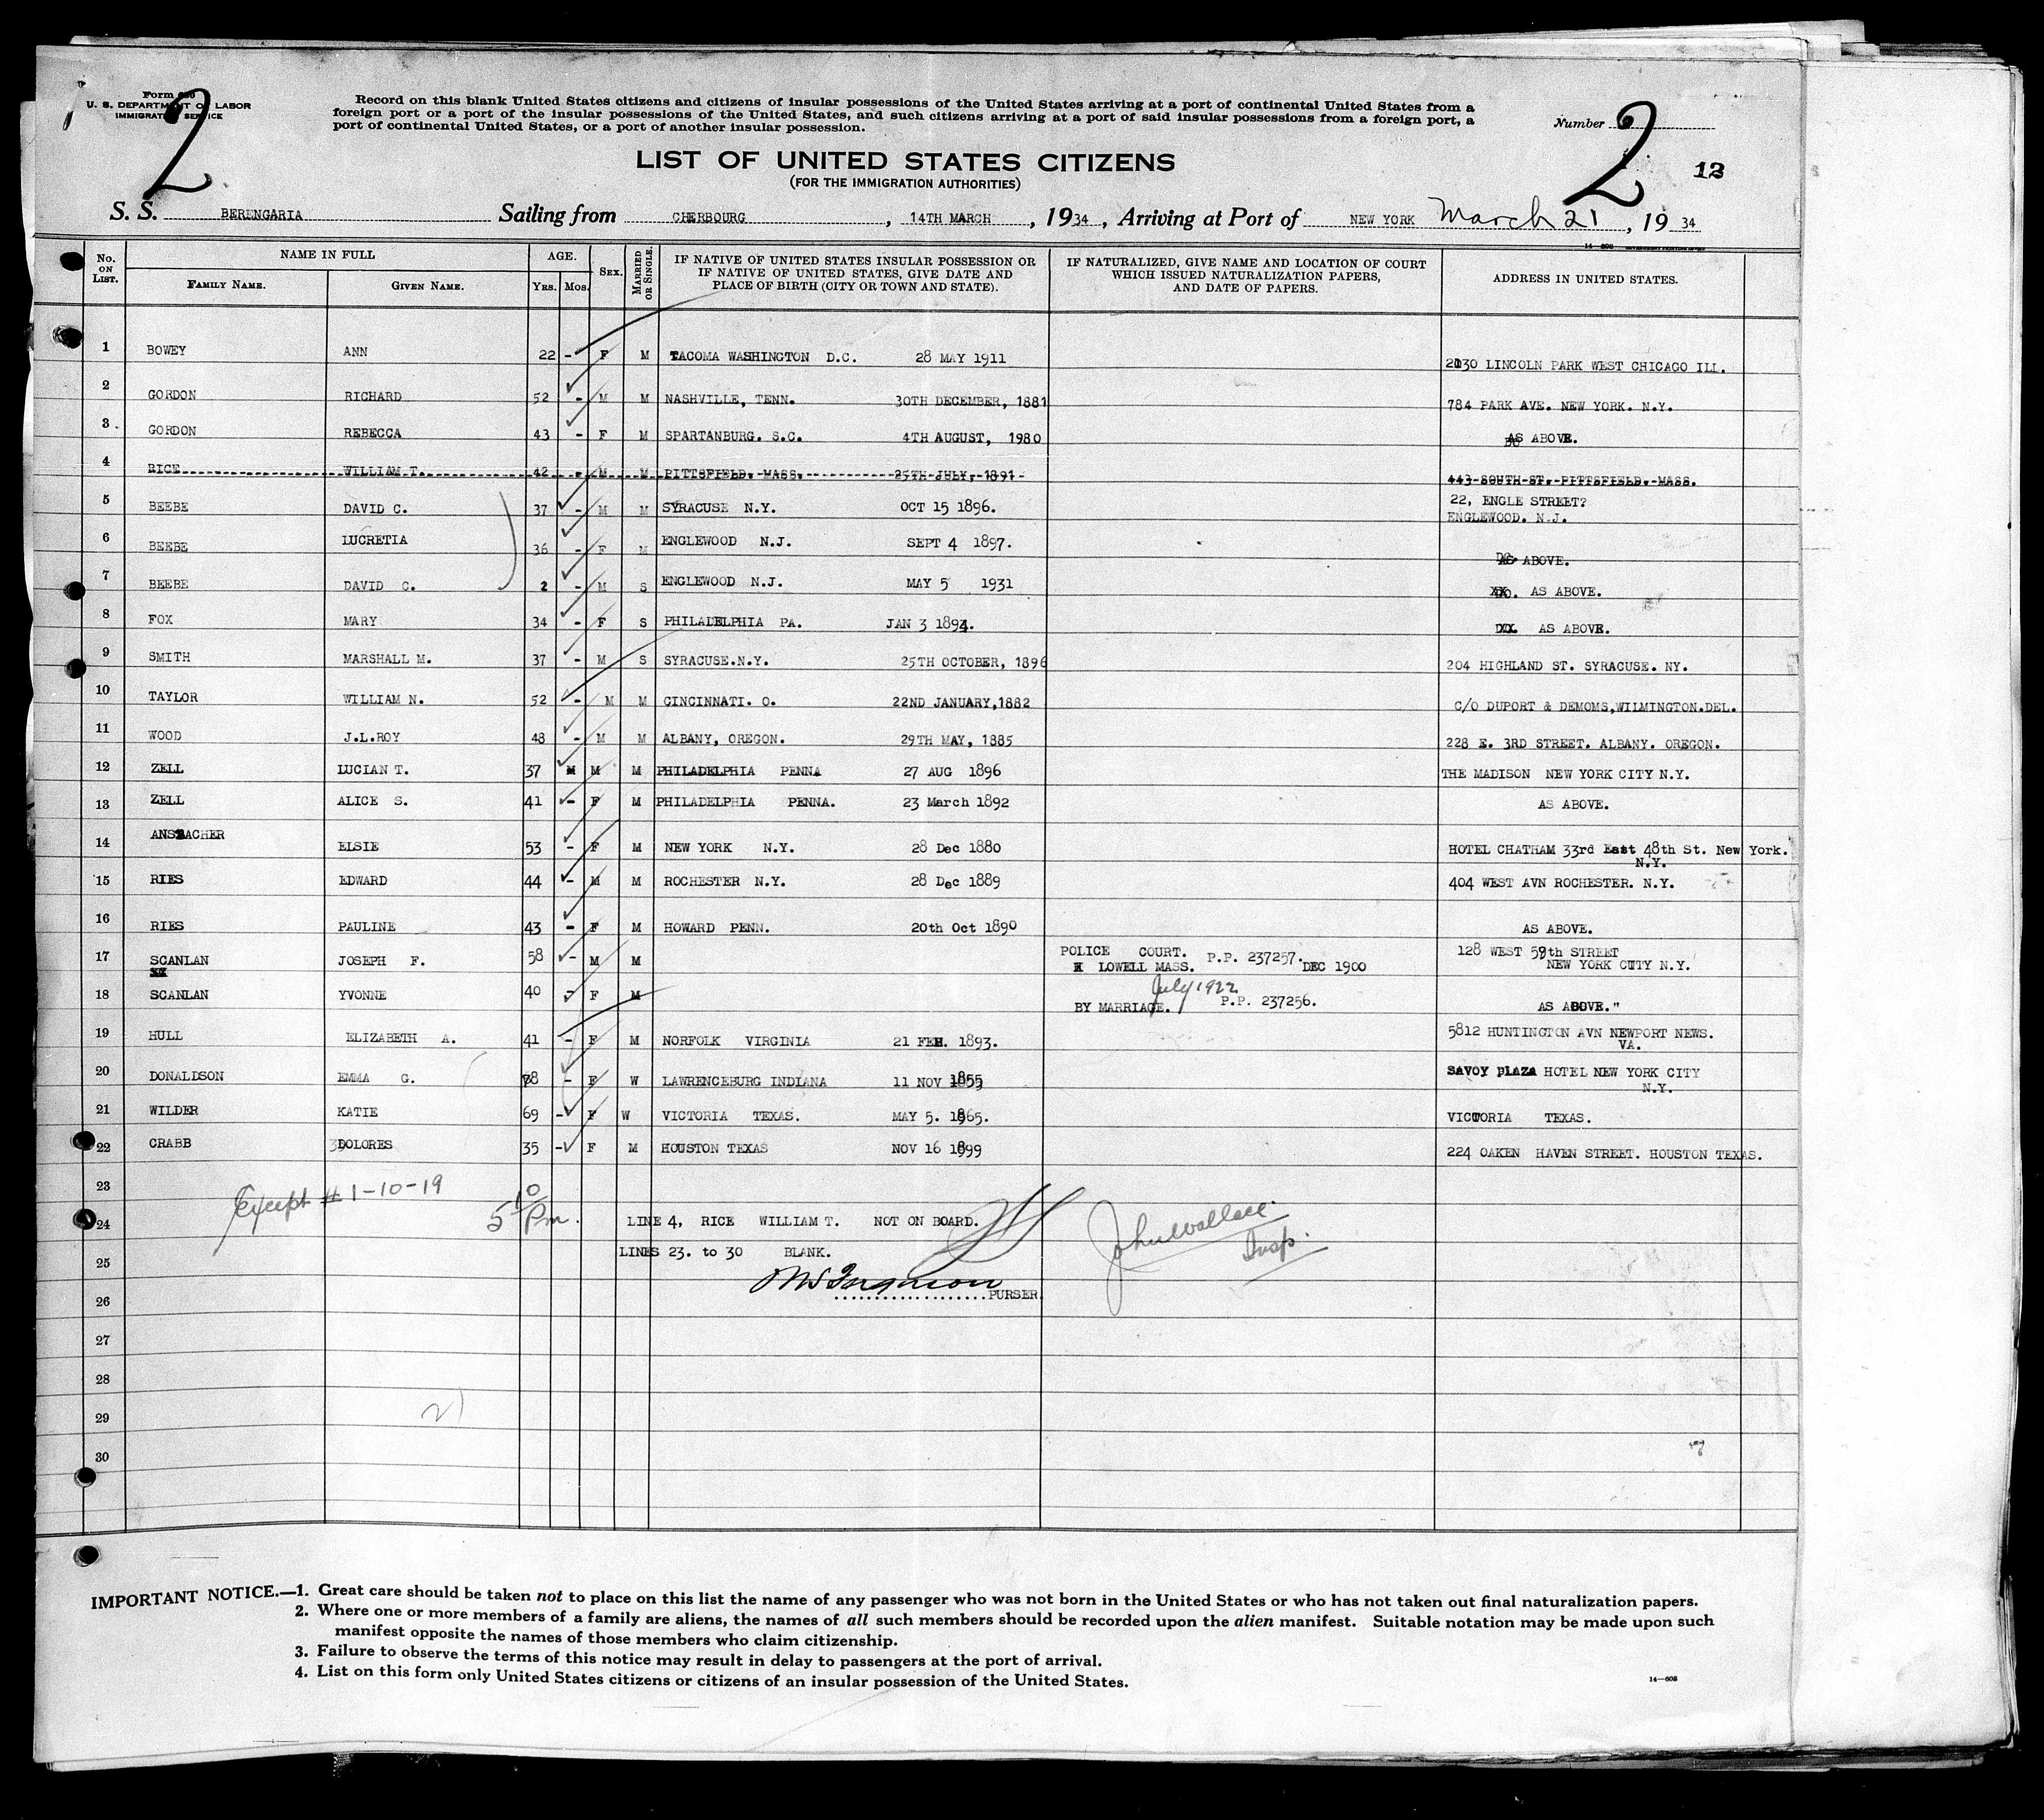 Form 630
U. S. DEPARTMENT OF LABOR
IMMIGRATION SERVICE
2
Record on this blank United States citizens and citizens of insular possessions of the United States arriving at a port of continental United States from a
foreign port or a port of the insular possessions of the United States, and such citizens arriving at a port of said insular possessions from a foreign port, a
port of continental United States, or a port of another insular possession.
Number
2
12
LIST OF UNITED STATES CITIZENS
(FOR THE IMMIGRATION AUTHORITIES)
S. S. BERENGARIA Sailing from CHERBOURG, 14TH MARCH, 1934, Arriving at Port of NEW YORK March 21, 19 34
No. ON LIST. NAME IN FULL AGE. SEX. MARRIED OR SINGLE. IF NATIVE OF UNITED STATES INSULAR POSSESSION OR IF NATIVE OF UNITED STATES, GIVE DATE AND PLACE OF BIRTH (CITY OR TOWN AND STATE). IF NATURALIZED, GIVE NAME AND LOCATION OF COURT WHICH ISSUED NATURALIZATION PAPERS, AND DATE OF PAPERS. ADDRESS IN UNITED STATES.
FAMILY NAME. GIVEN NAME. YRS. MOS.
1 BOWEY ANN 22 - F M TACOMA WASHINGTON D.C. 28 MAY 1911 2130 LINCOLN PARK WEST CHICAGO ILL.
2 GORDON RICHARD 52 - M M NASHVILLE, TENN. 30TH DECEMBER, 1881 784 PARK AVE. NEW YORK. N.Y.
3 GORDON REBECCA 43 - F M SPARTANBURG. S.C. 4TH AUGUST, 1980 AS ABOVE.
4 RICE WILLIAM T. 42 - M M PITTSFIELD. MASS. 25TH JULY, 1891 443 SOUTH ST. PITTSFIELD. MASS.
5 BEEBE DAVID C. 37 - M M SYRACUSE N.Y. OCT 15 1896. 22, ENGLE STREET?
ENGLEWOOD. N.J.
6 BEEBE LUCRETIA 36 - F M ENGLEWOOD N.J. SEPT 4 1897. AS ABOVE.
7 BEEBE DAVID C. 2 - M S ENGLEWOOD N.J. MAY 5 1931 AS ABOVE.
8 FOX MARY 34 - F S PHILADELPHIA PA. JAN 3 1894. AS ABOVE.
9 SMITH MARSHALL M. 37 - M S SYRACUSE.N.Y. 25TH OCTOBER, 1896 204 HIGHLAND ST. SYRACUSE. NY.
10 TAYLOR WILLIAM N. 52 - M M CINCINNATI. O. 22ND JANUARY,1882 C/O DUPORT & DEMOMS,WILMINGTON.DEL.
11 WOOD J.L.ROY 48 - M M ALBANY, OREGON. 29TH MAY, 1885 228 E. 3RD STREET. ALBANY. OREGON.
12 ZELL LUCIAN T. 37 M M PHILADELPHIA PENNA 27 AUG 1896 THE MADISON NEW YORK CITY N.Y.
13 ZELL ALICE S. 41 - F M PHILADELPHIA PENNA. 23 March 1892 AS ABOVE.
14 ANSBACHER ELSIE 53 - F M NEW YORK N.Y. 28 Dec 1880 HOTEL CHATHAM 33rd East 48th St. New York.
N.Y.
15 RIES EDWARD 44 - M M ROCHESTER N.Y. 28 Dec 1889 404 WEST AVN ROCHESTER. N.Y.
16 RIES PAULINE 43 - F M HOWARD PENN. 20th Oct 1890 AS ABOVE.
17 SCANLAN JOSEPH F. 58 - M M POLICE COURT. P.P. 237257. 128 WEST 59th STREET
LOWELL MASS. DEC 1900 NEW YORK CITY N.Y.
18 SCANLAN YVONNE 40 - F M BY MARRIAGE. July 1922 P.P. 237256. AS ABOVE."
19 HULL ELIZABETH A. 41 - F M NORFOLK VIRGINIA 21 FEB. 1893. 5812 HUNTINGTON AVN NEWPORT NEWS.
VA.
20 DONALDSON EMMA G. 78 - F W LAWRENCEBURG INDIANA 11 NOV 1855 SAVOY PLAZA HOTEL NEW YORK CITY
N.Y.
21 WILDER KATIE 69 - F W VICTORIA TEXAS. MAY 5. 1865. VICTORIA TEXAS.
22 CRABB DOLORES 35 - F M HOUSTON TEXAS NOV 16 1899 224 OAKEN HAVEN STREET. HOUSTON TEXAS.
23 Except # 1-10-19 5 10 Pm.
24 LINE 4, RICE WILLIAM T. NOT ON BOARD. John Wallace
Insp.
25 LINES 23. to 30 BLANK.
26 PURSER.
27
28
29 21
30
IMPORTANT NOTICE.—1. Great care should be taken not to place on this list the name of any passenger who was not born in the United States or who has not taken out final naturalization papers.
2. Where one or more members of a family are aliens, the names of all such members should be recorded upon the alien manifest. Suitable notation may be made upon such
manifest opposite the names of those members who claim citizenship.
3. Failure to observe the terms of this notice may result in delay to passengers at the port of arrival.
4. List on this form only United States citizens or citizens of an insular possession of the United States.
14—608